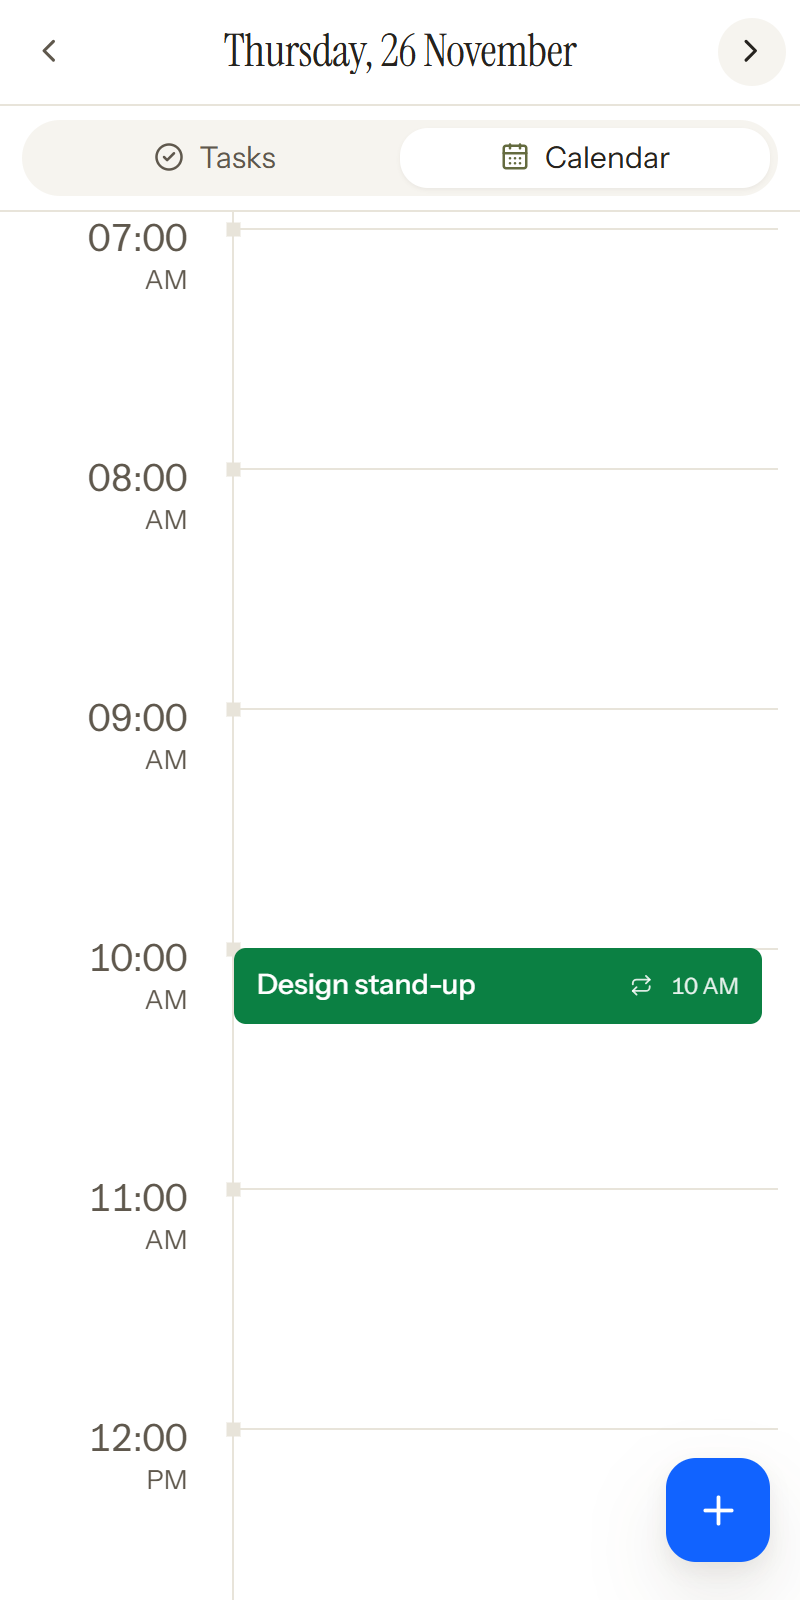 Thursday, 26 November
Tasks
Calendar
07:00
AM
08:00
AM
09:00
AM
10:00
AM
Design stand-up 10 AM
11:00
AM
12:00
PM